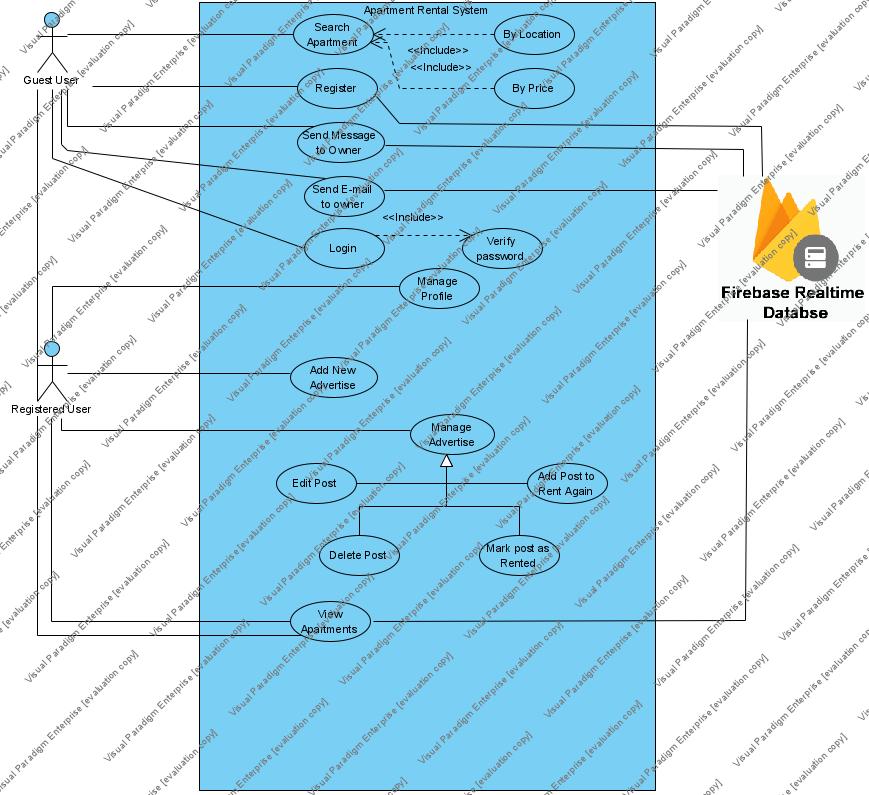 Apartment Rental System
Search
Apartment
By Location
<<Include>>
<<Include>>
By Price
Guest User
Register
Send Message
to Owner
Send E-mail
to owner
<<Include>>
Login
Verify
password
Manage
Profile
Firebase Realtime
Databse
Add New
Advertise
Registered User
Manage
Advertise
Edit Post
Add Post to
Rent Again
Delete Post
Mark post as
Rented
View
Apartments
Visual Paradigm Enterprise [evaluation copy]